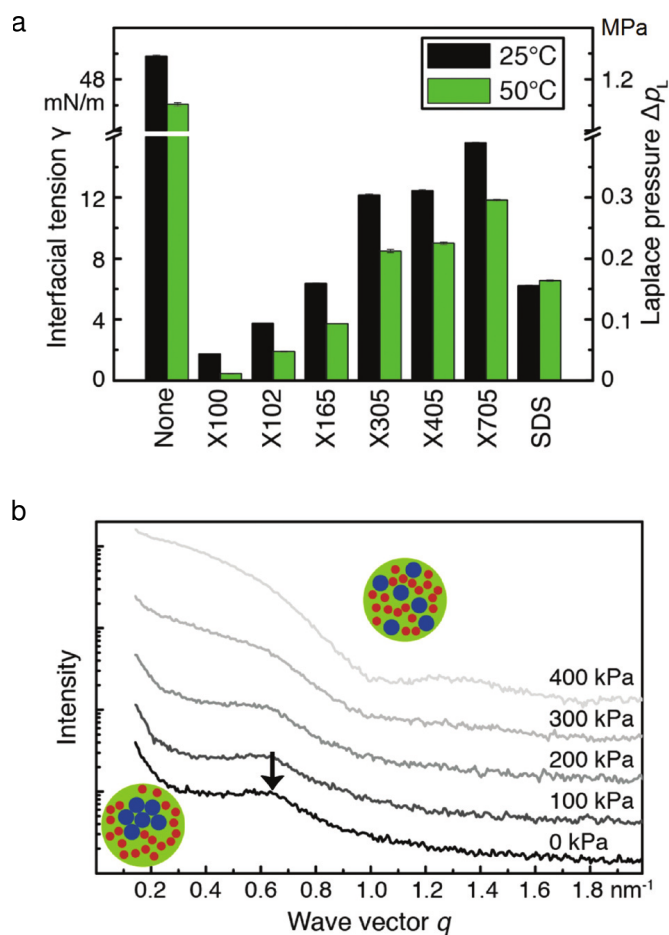 a
MPa
25°C
50°C
48
mN/m
12
8
4
0
Interfacial tension γ
1.2
0.3
0.2
0.1
0
Laplace pressure Δp_L
None
X100
X102
X165
X305
X405
X705
SDS
b
Intensity
400 kPa
300 kPa
200 kPa
100 kPa
0 kPa
0.2 0.4 0.6 0.8 1.0 1.2 1.4 1.6 1.8 nm⁻¹
Wave vector q